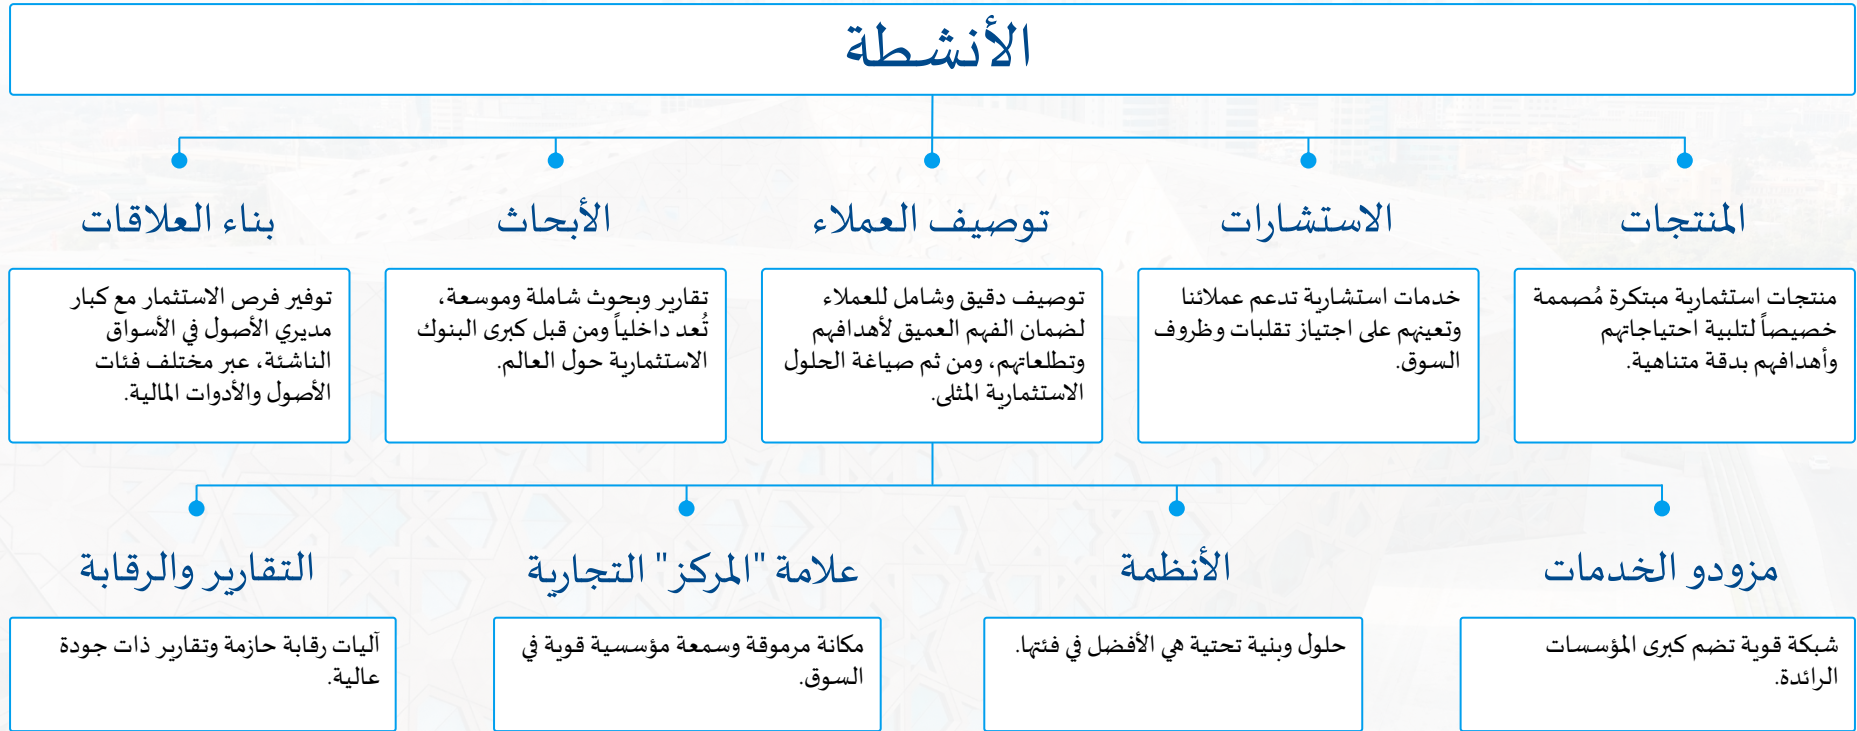 الأنشطة
المنتجات
منتجات استثمارية مبتكرة مُصممة
خصيصاً لتلبية احتياجاتهم
وأهدافهم بدقة متناهية.
الاستشارات
خدمات استشارية تدعم عملائنا
وتعينهم على اجتياز تقلبات وظروف
السوق.
توصيف العملاء
توصيف دقيق وشامل للعملاء
لضمان الفهم العميق لأهدافهم
وتطلعاتهم، ومن ثم صياغة الحلول
الاستثمارية المثلى.
الأبحاث
تقارير وبحوث شاملة وموسعة،
تُعد داخلياً ومن قبل كبرى البنوك
الاستثمارية حول العالم.
بناء العلاقات
توفير فرص الاستثمار مع كبار
مديري الأصول في الأسواق
الناشئة، عبر مختلف فئات
الأصول والأدوات المالية.
مزودو الخدمات
شبكة قوية تضم كبرى المؤسسات
الرائدة.
الأنظمة
حلول وبنية تحتية هي الأفضل في فئتها.
علامة "المركز" التجارية
مكانة مرموقة وسمعة مؤسسية قوية في
السوق.
التقارير والرقابة
آليات رقابة حازمة وتقارير ذات جودة
عالية.